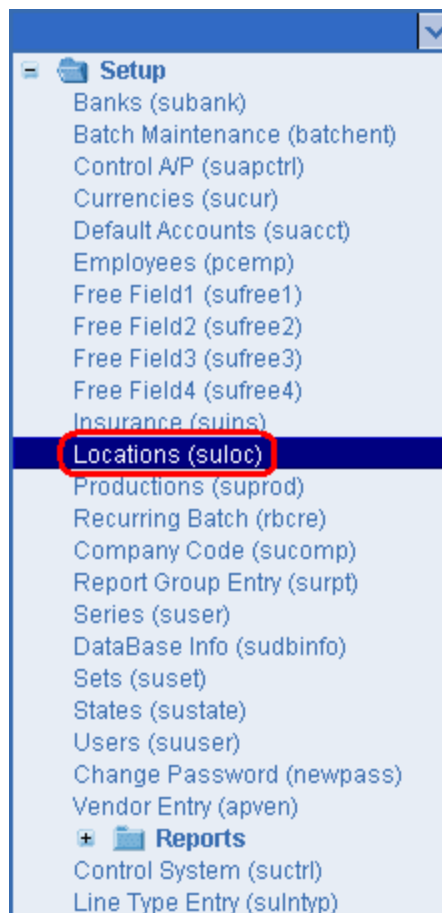 Setup
Banks (subank)
Batch Maintenance (batchent)
Control A/P (suapctrl)
Currencies (sucur)
Default Accounts (suacct)
Employees (pcemp)
Free Field1 (sufree1)
Free Field2 (sufree2)
Free Field3 (sufree3)
Free Field4 (sufree4)
Insurance (suins)
Locations (suloc)
Productions (suprod)
Recurring Batch (rbcre)
Company Code (sucomp)
Report Group Entry (surpt)
Series (suser)
DataBase Info (sudbinfo)
Sets (suset)
States (sustate)
Users (suuser)
Change Password (newpass)
Vendor Entry (apven)
Reports
Control System (suctrl)
Line Type Entry (sulntyp)